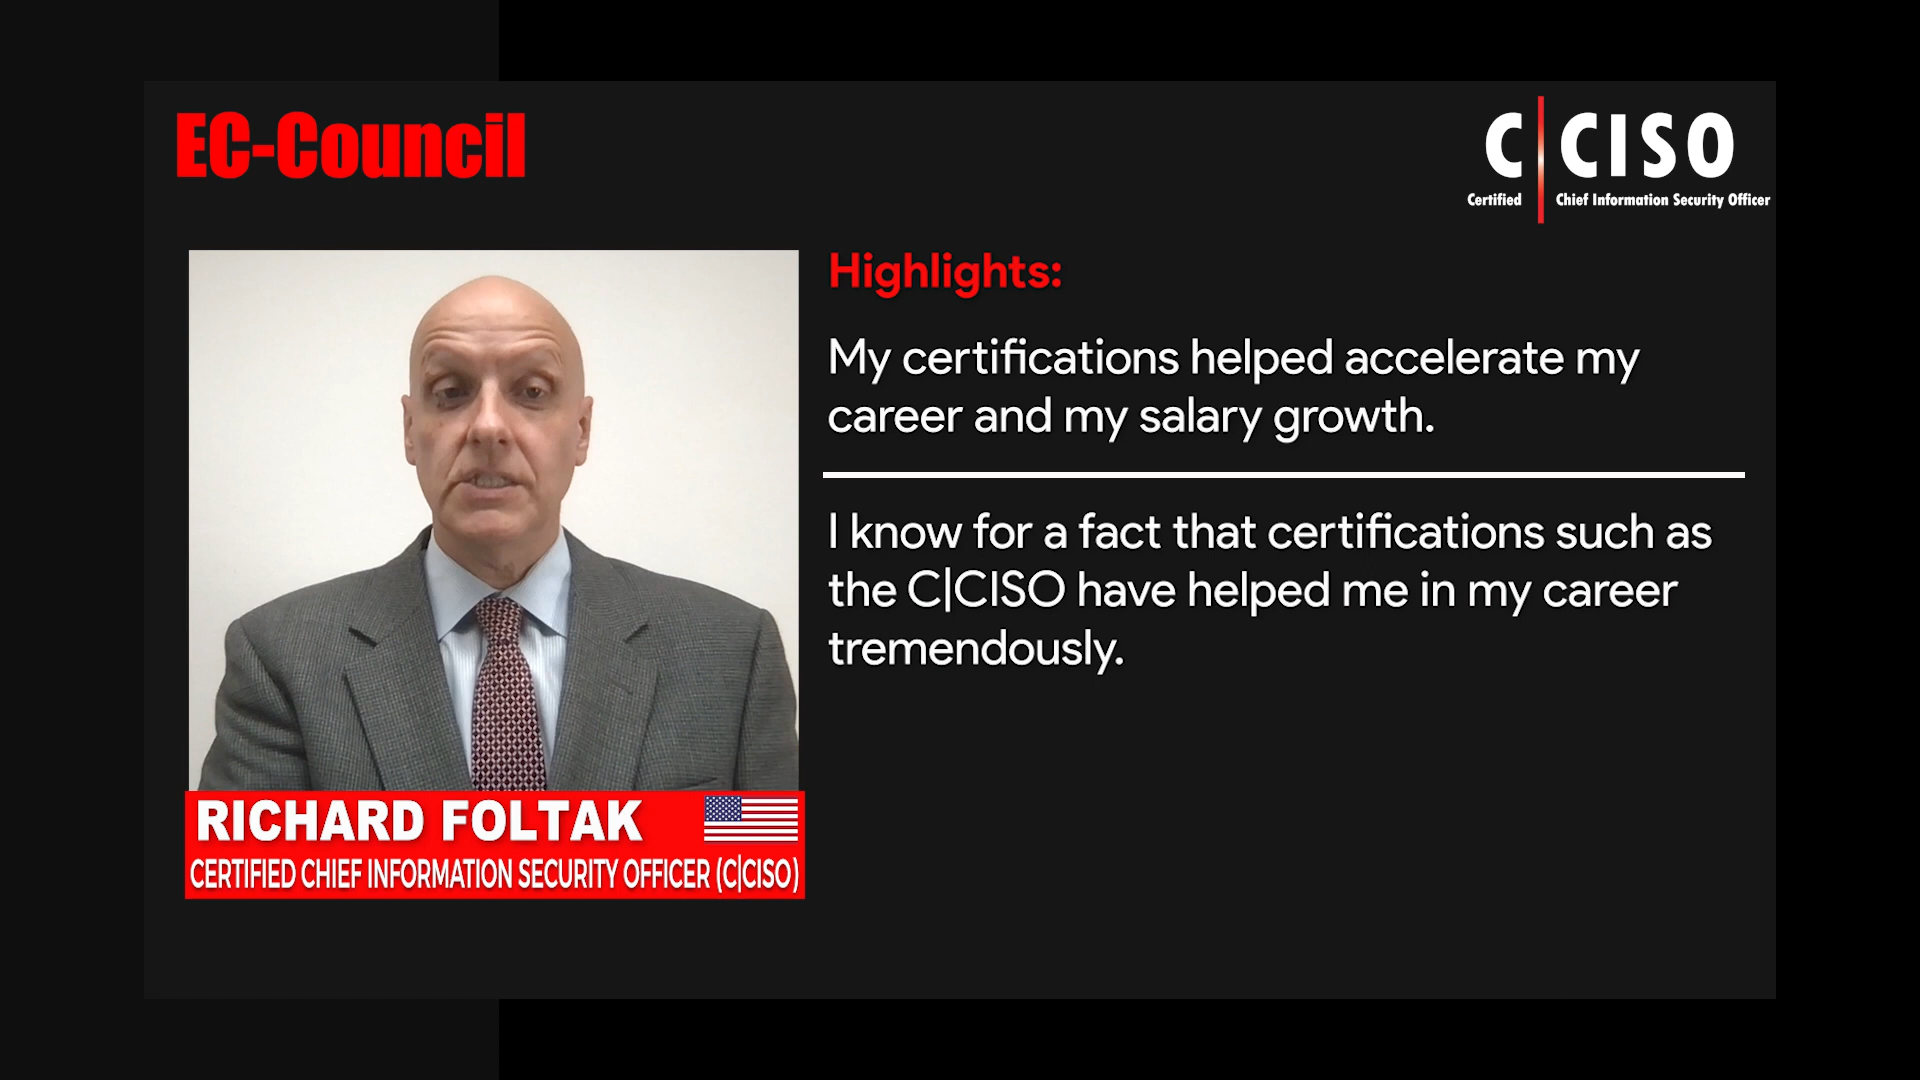 EC-Council
C|CISO
Certified Chief Information Security Officer
Highlights:
My certifications helped accelerate my
career and my salary growth.
I know for a fact that certifications such as
the C|CISO have helped me in my career
tremendously.
RICHARD FOLTAK
CERTIFIED CHIEF INFORMATION SECURITY OFFICER (C|CISO)